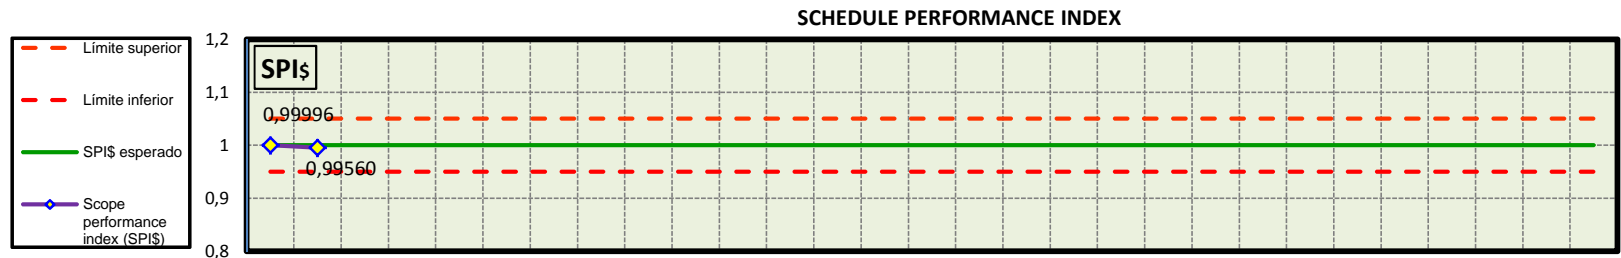 SCHEDULE PERFORMANCE INDEX
Límite superior
Límite inferior
SPI$ esperado
Scope
performance
index (SPI$)
1,2
1,1
1
0,9
0,8
SPI$
0,99996
0,99560